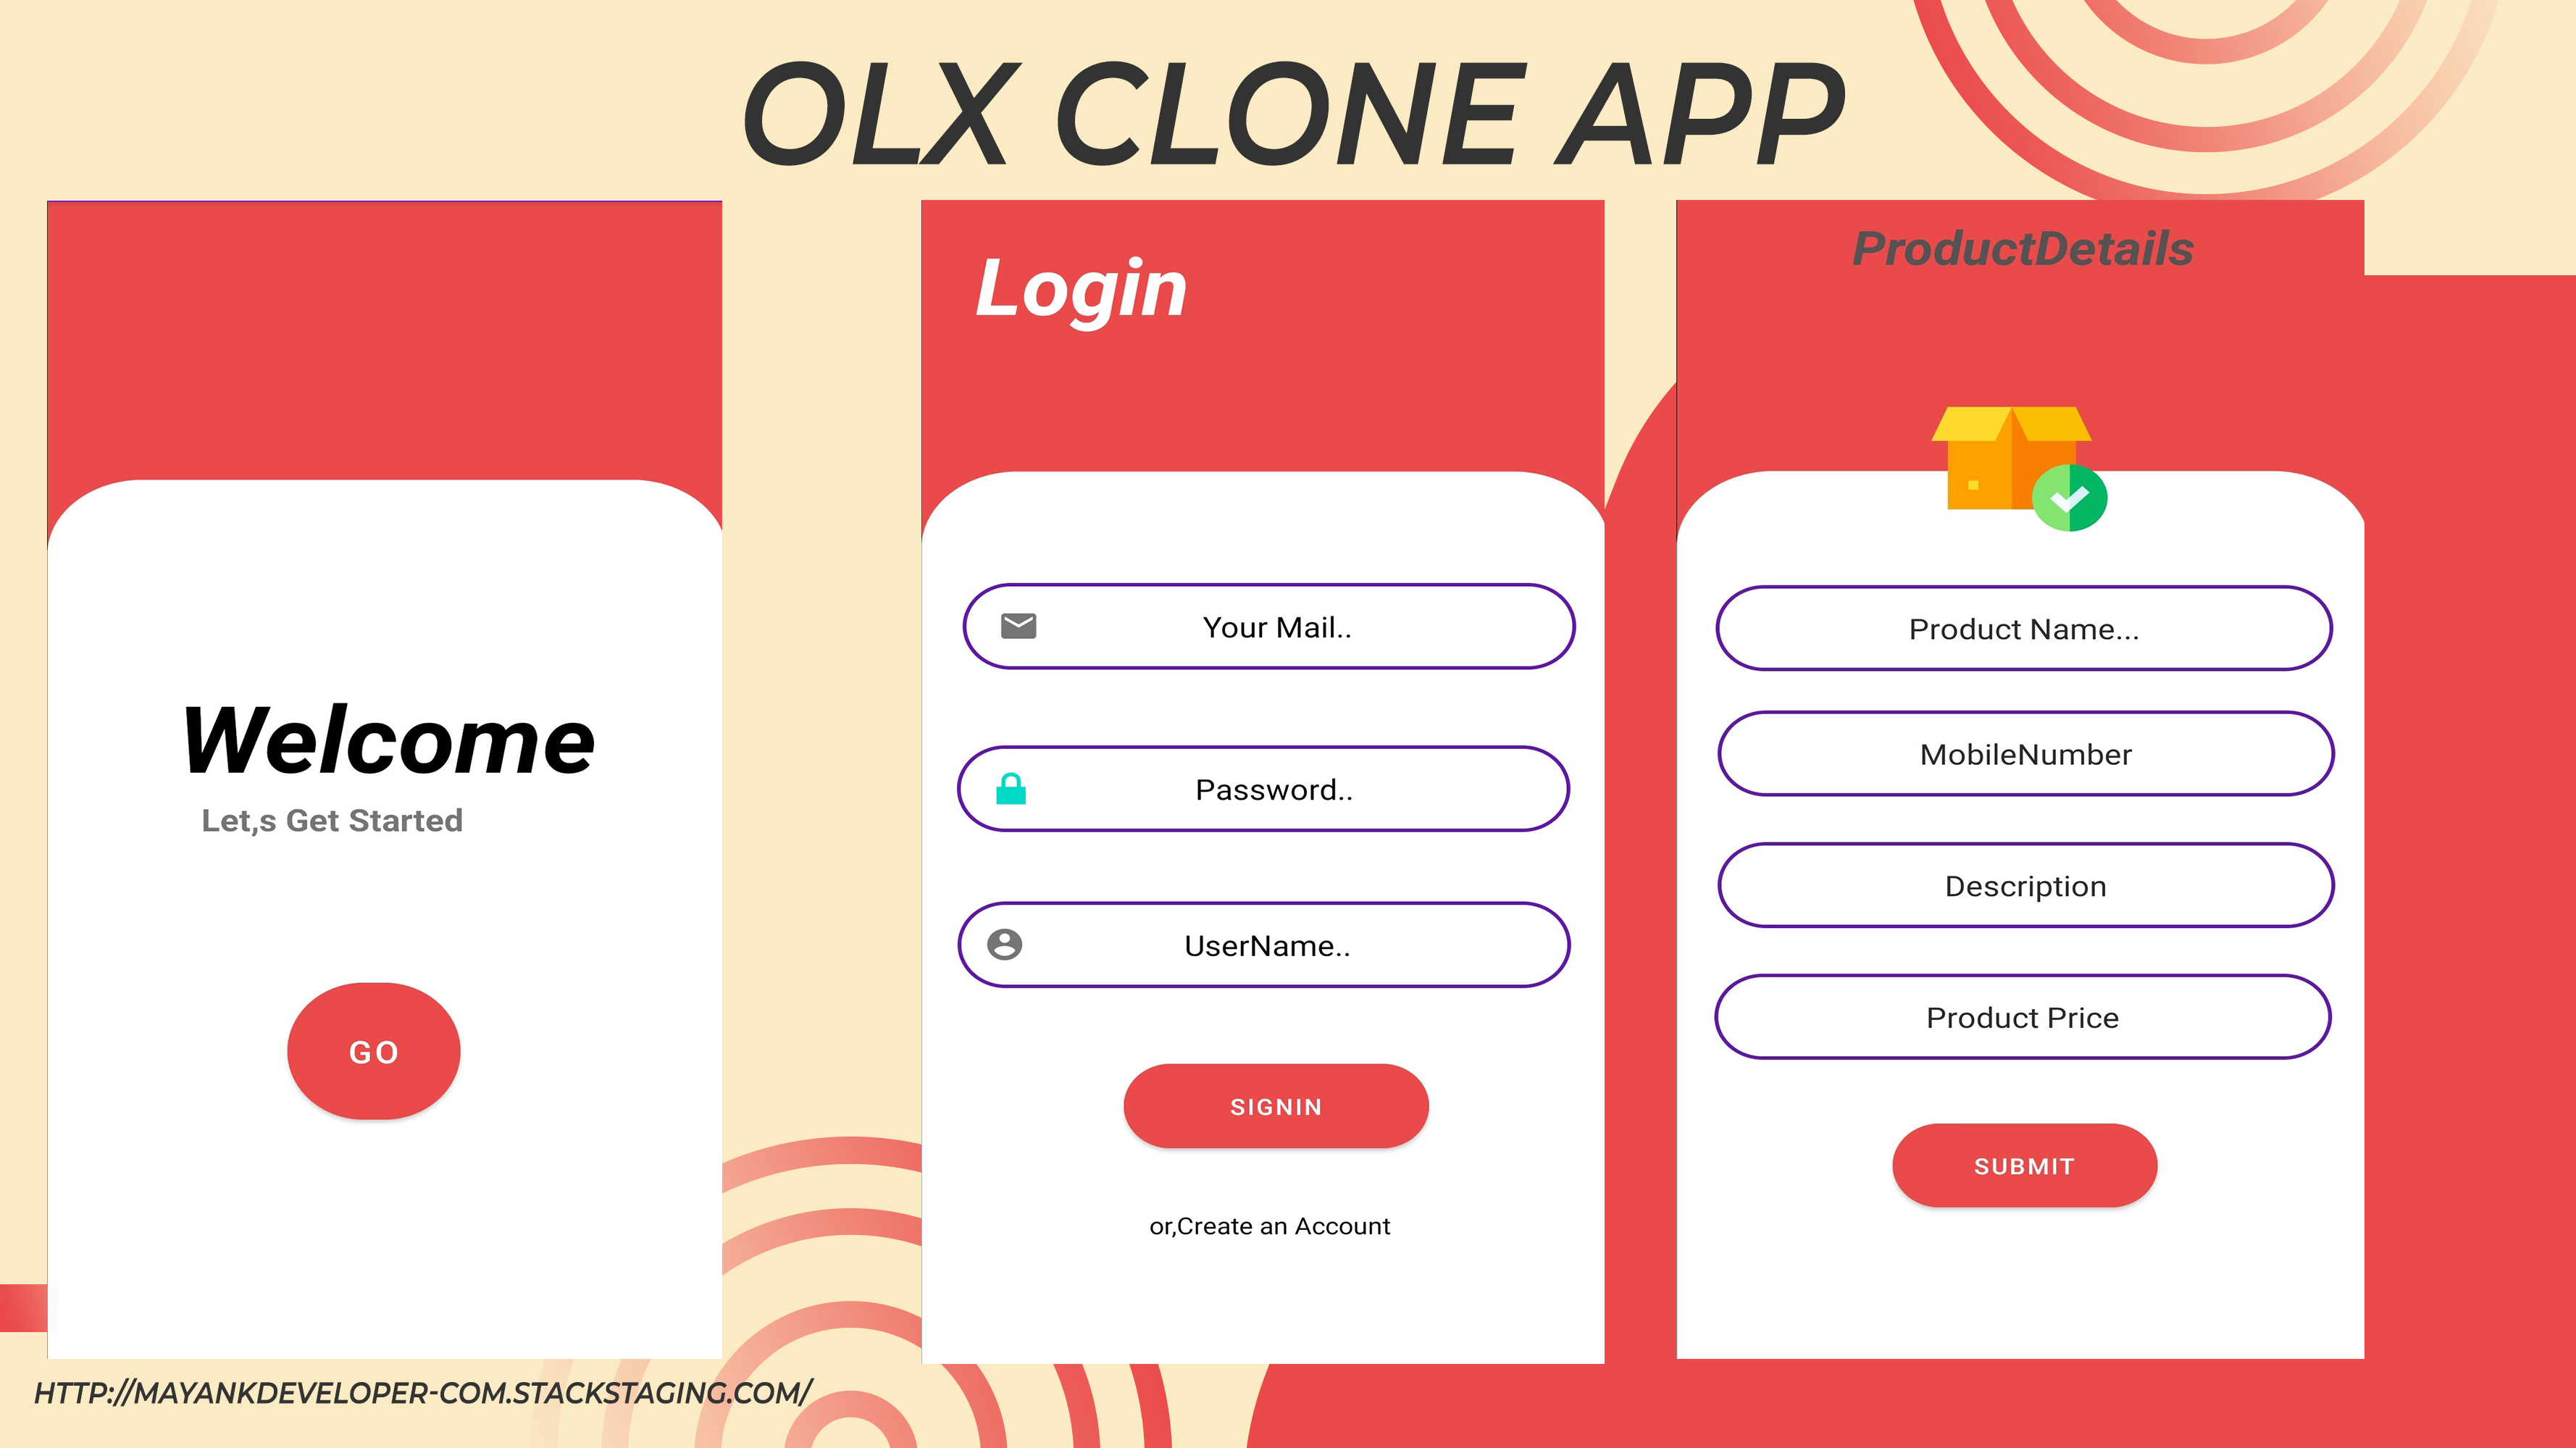 OLX CLONE APP
Welcome
Let,s Get Started
GO
Login
Your Mail..
Password..
UserName..
SIGNIN
or,Create an Account
ProductDetails
Product Name...
MobileNumber
Description
Product Price
SUBMIT
HTTP://MAYANKDEVELOPER-COM.STACKSTAGING.COM/